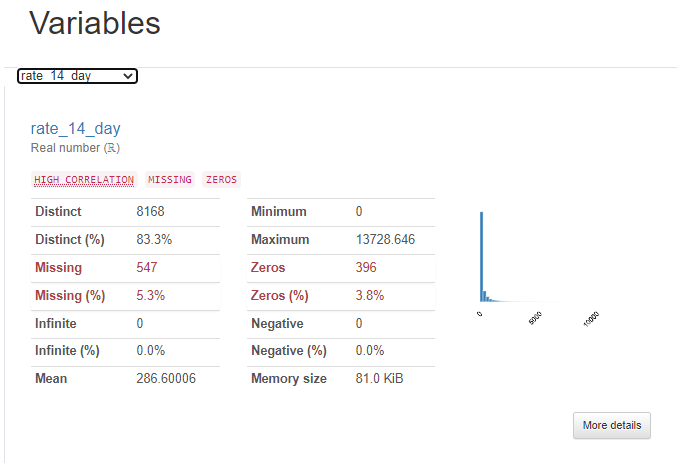 Variables
rate_14_day
rate_14_day
Real number (ℝ)
HIGH CORRELATION MISSING ZEROS
Distinct 8168 Minimum 0
Distinct (%) 83.3% Maximum 13728.646
Missing 547 Zeros 396
Missing (%) 5.3% Zeros (%) 3.8%
Infinite 0 Negative 0
Infinite (%) 0.0% Negative (%) 0.0%
Mean 286.60006 Memory size 81.0 KiB
0 5000 10000
More details